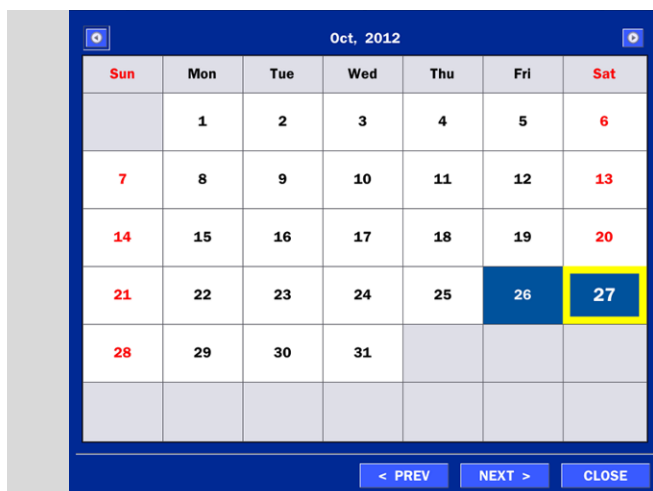 Oct, 2012
Sun Mon Tue Wed Thu Fri Sat
1 2 3 4 5 6
7 8 9 10 11 12 13
14 15 16 17 18 19 20
21 22 23 24 25 26 27
28 29 30 31
< PREV NEXT > CLOSE